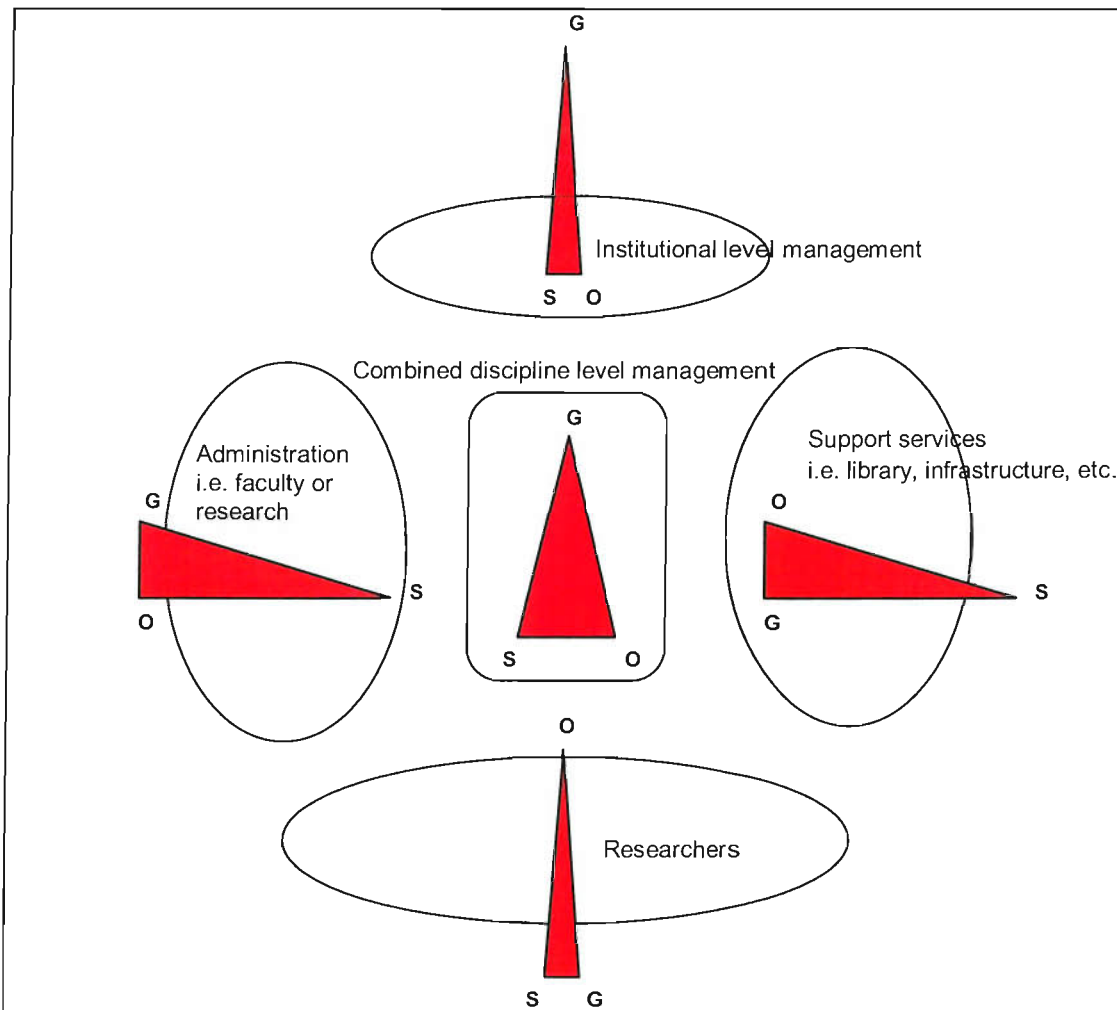 G
Institutional level management
S O
Combined discipline level management
G
S O
Administration
i.e. faculty or
research
G
O
S
Support services
i.e. library, infrastructure, etc.
O
G
S
O
Researchers
S G